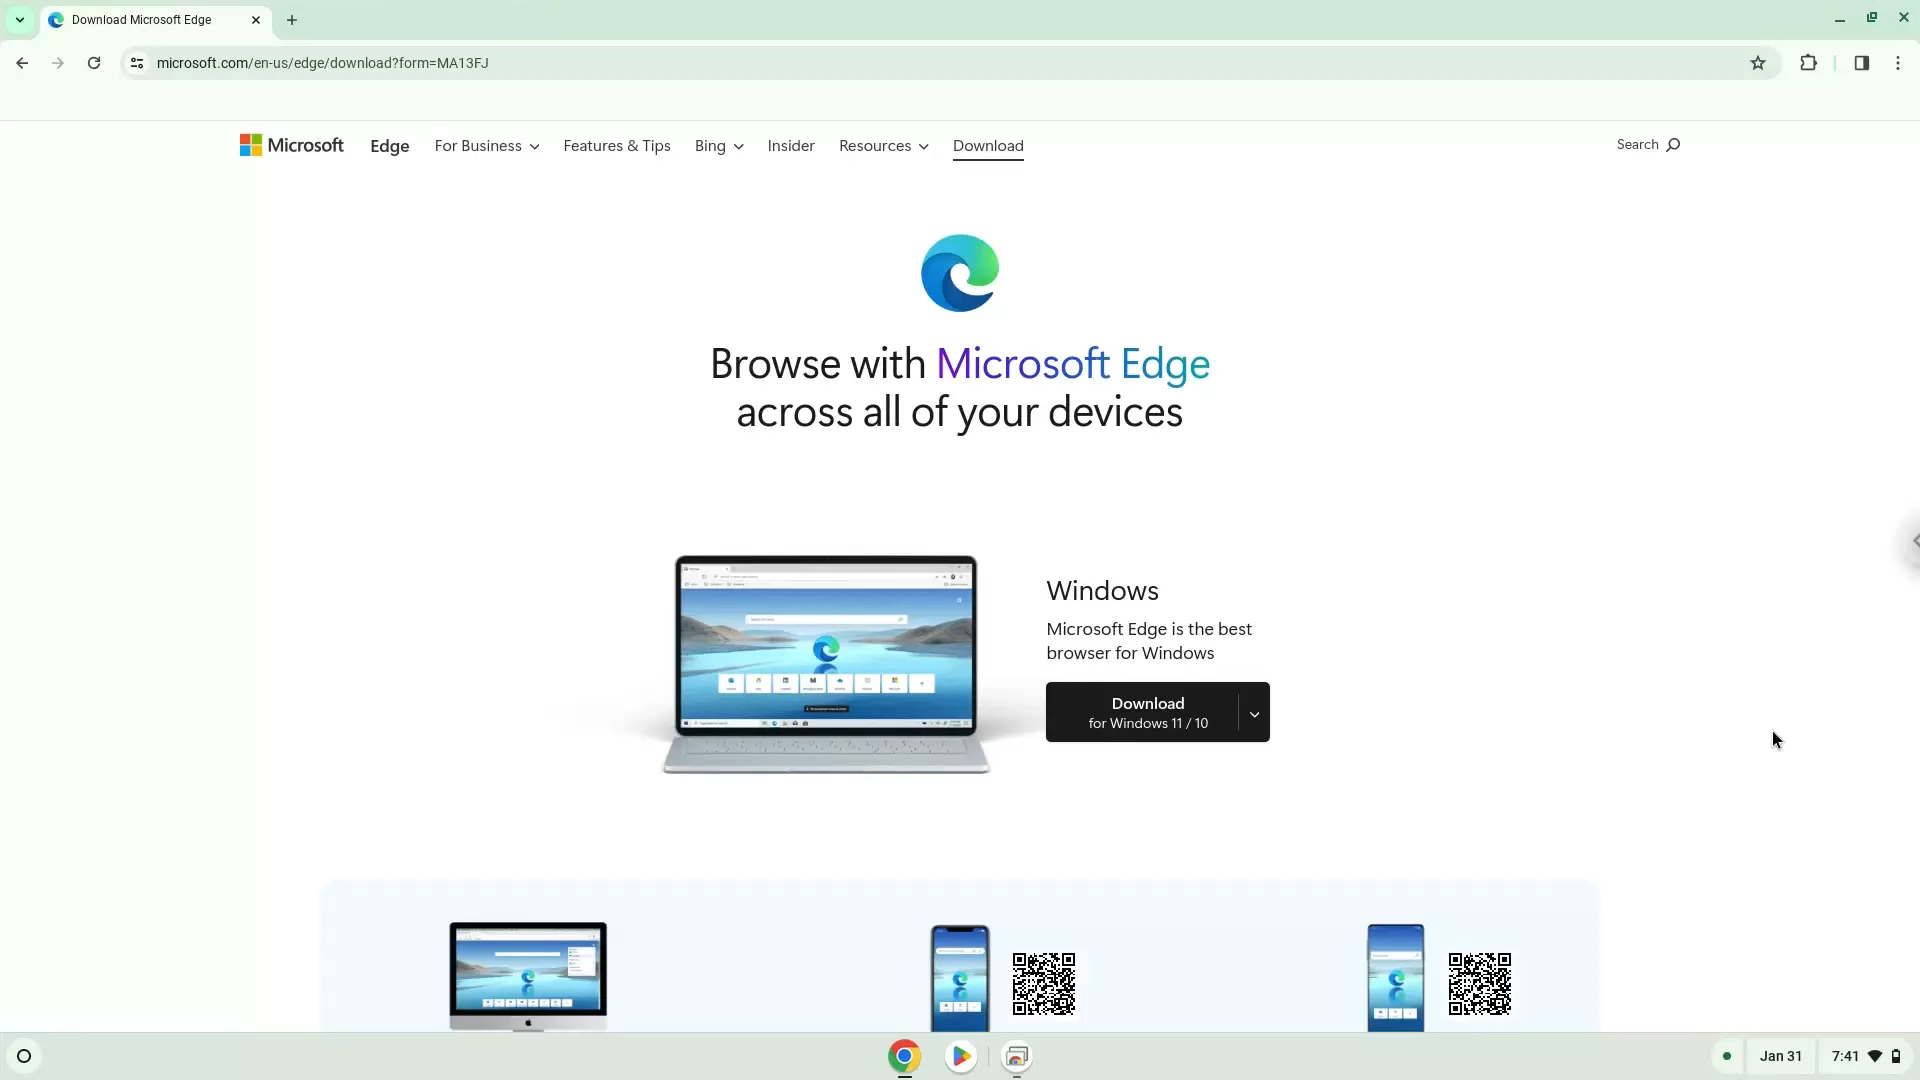 Download Microsoft Edge
microsoft.com/en-us/edge/download?form=MA13FJ
Microsoft Edge For Business Features & Tips Bing Insider Resources Download Search
Browse with Microsoft Edge
across all of your devices
Windows
Microsoft Edge is the best
browser for Windows
Download
for Windows 11 / 10
Jan 31 7:41